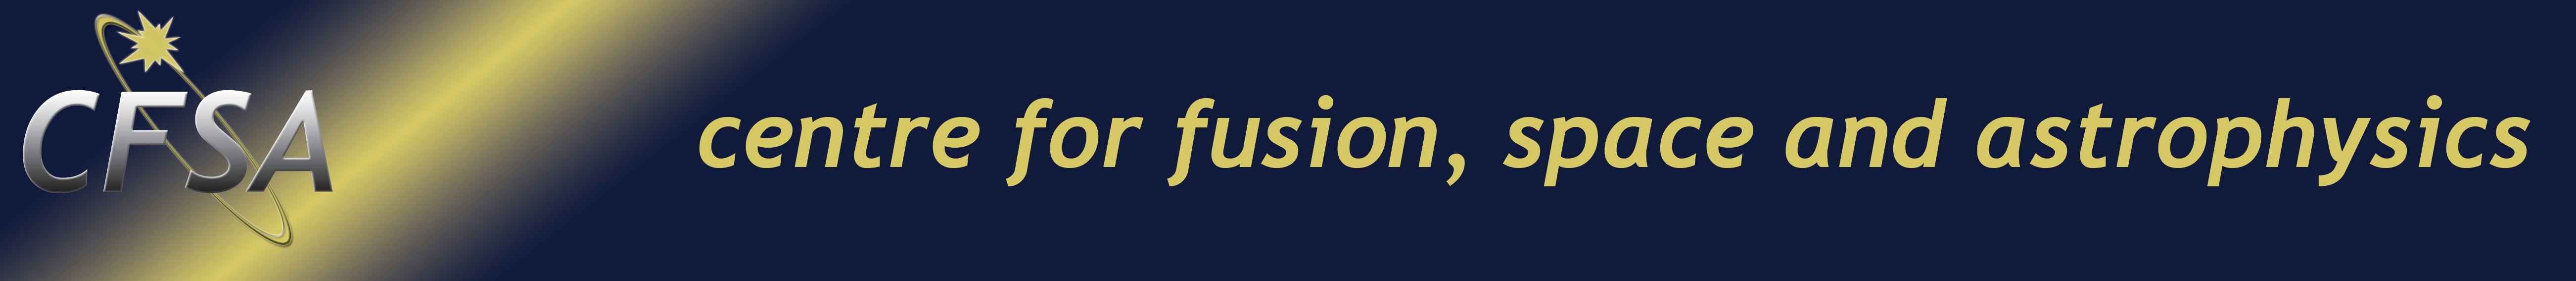 CFSA
centre for fusion, space and astrophysics